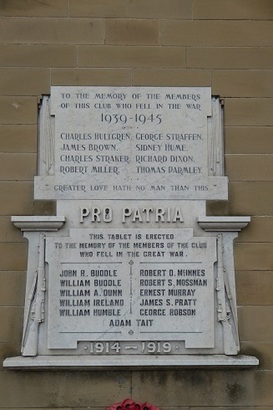 TO THE MEMORY OF THE MEMBERS
OF THIS CLUB WHO FELL IN THE WAR
1939-1945
CHARLES HULTGREN. GEORGE STRAFFEN.
JAMES BROWN. SIDNEY HUME.
CHARLES STRAKER. RICHARD DIXON.
ROBERT MILLER. THOMAS PARMLEY.
"GREATER LOVE HATH NO MAN THAN THIS."
PRO PATRIA
THIS TABLET IS ERECTED
TO THE MEMORY OF THE MEMBERS OF THE CLUB
WHO FELL IN THE GREAT WAR.
JOHN R. BUDDLE ROBERT D. MHINNES
WILLIAM BUDDLE ROBERT S. MOSSMAN
WILLIAM A. DUNN ERNEST MURRAY
WILLIAM IRELAND JAMES S. PRATT
WILLIAM HUMBLE GEORGE ROBSON
ADAM TAIT
1914-1919